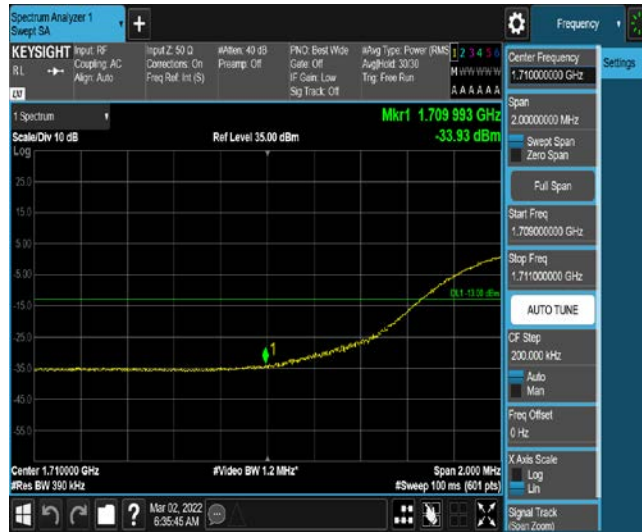 Spectrum Analyzer 1
Swept SA
+
Frequency
KEYSIGHT
RL
LXI
Input: RF
Coupling: AC
Align: Auto
Input Z: 50 Ω
Corrections: On
Freq Ref: Int (S)
#Atten: 40 dB
Preamp: Off
PNO: Best Wide
Gate: Off
IF Gain: Low
Sig Track: Off
#Avg Type: Power (RMS
Avg|Hold: 30/30
Trig: Free Run
1 2 3 4 5 6
M W W W W W
A A A A A A
1 Spectrum
Scale/Div 10 dB
Log
Ref Level 35.00 dBm
Mkr1 1.709 993 GHz
-33.93 dBm
25.0
15.0
5.00
-5.00
-15.0
-25.0
-35.0
-45.0
-55.0
DL1 -13.00 dBm
1
Center 1.710000 GHz
#Res BW 390 kHz
#Video BW 1.2 MHz*
Span 2.000 MHz
#Sweep 100 ms (601 pts)
Mar 02, 2022
6:35:45 AM
Settings
Center Frequency
1.710000000 GHz
Span
2.00000000 MHz
Swept Span
Zero Span
Full Span
Start Freq
1.709000000 GHz
Stop Freq
1.711000000 GHz
AUTO TUNE
CF Step
200.000 kHz
Auto
Man
Freq Offset
0 Hz
X Axis Scale
Log
Lin
Signal Track
(Span Zoom)